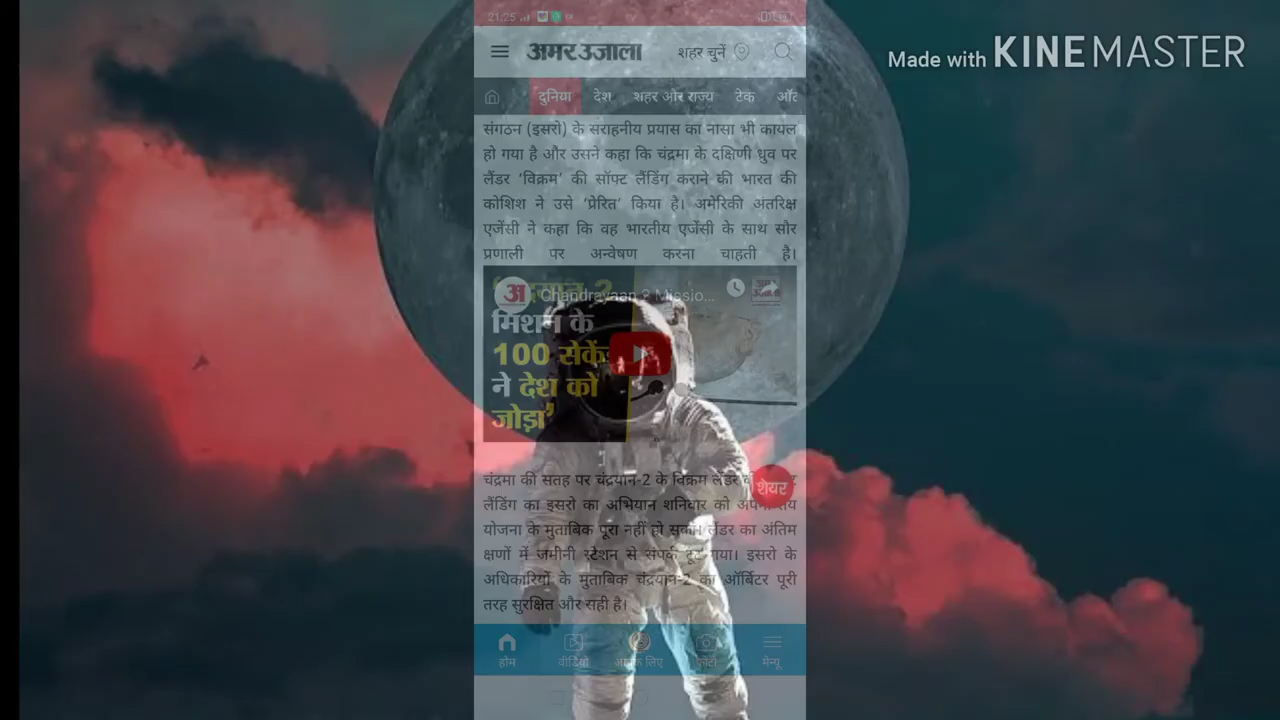 21:25
Made with KINEMASTER
अमर उजाला
शहर चुनें
दुनिया देश शहर और राज्य टेक
संगठन (इसरो) के सराहनीय प्रयास का नासा भी कायल
हो गया है और उसने कहा कि चंद्रमा के दक्षिणी ध्रुव पर
लैंडर ‘विक्रम’ की सॉफ्ट लैंडिंग कराने की भारत की
कोशिश ने उसे ‘प्रेरित’ किया है। अमेरिकी अंतरिक्ष
एजेंसी ने कहा कि वह भारतीय एजेंसी के साथ सौर
प्रणाली पर अन्वेषण करना चाहती है।
Chandrayaan 2 Missio...
मिशन के
100
ने देश को
जोड़ा’
चंद्रमा की सतह पर चंद्रयान-2 के विक्रम लैंडर
शेयर
लैंडिंग का इसरो का अभियान शनिवार को
योजना के मुताबिक पूरा नहीं हो सका। लैंडर का अंतिम
क्षणों में जमीनी स्टेशन से संपर्क टूट गया। इसरो के
अधिकारियों के मुताबिक चंद्रयान-2 का ऑर्बिटर पूरी
तरह सुरक्षित और सही है।
होम वीडियो आपके लिए फोटो मेन्यू